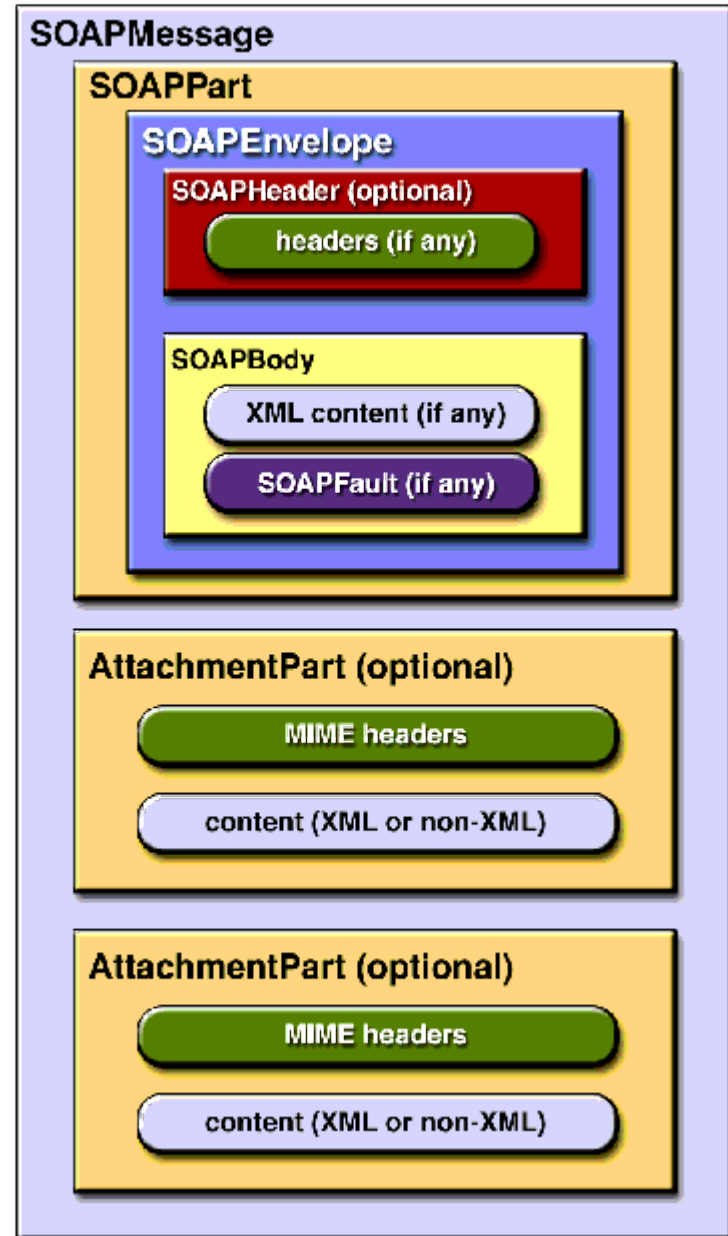 SOAPMessage
SOAPPart
SOAPEnvelope
SOAPHeader (optional)
headers (if any)
SOAPBody
XML content (if any)
SOAPFault (if any)
AttachmentPart (optional)
MIME headers
content (XML or non-XML)
AttachmentPart (optional)
MIME headers
content (XML or non-XML)